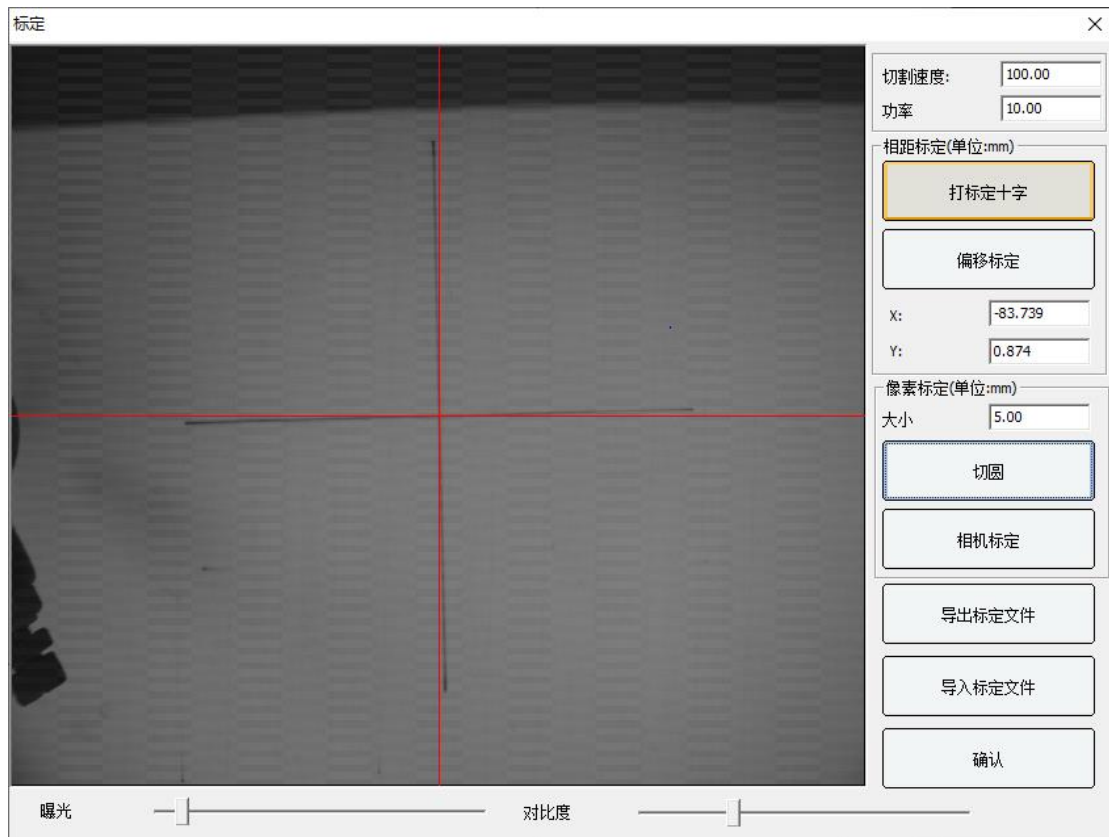 标定
切割速度: 100.00
功率 10.00
相距标定(单位:mm)
打标定十字
偏移标定
X: -83.739
Y: 0.874
像素标定(单位:mm)
大小 5.00
切圆
相机标定
导出标定文件
导入标定文件
确认
曝光 对比度